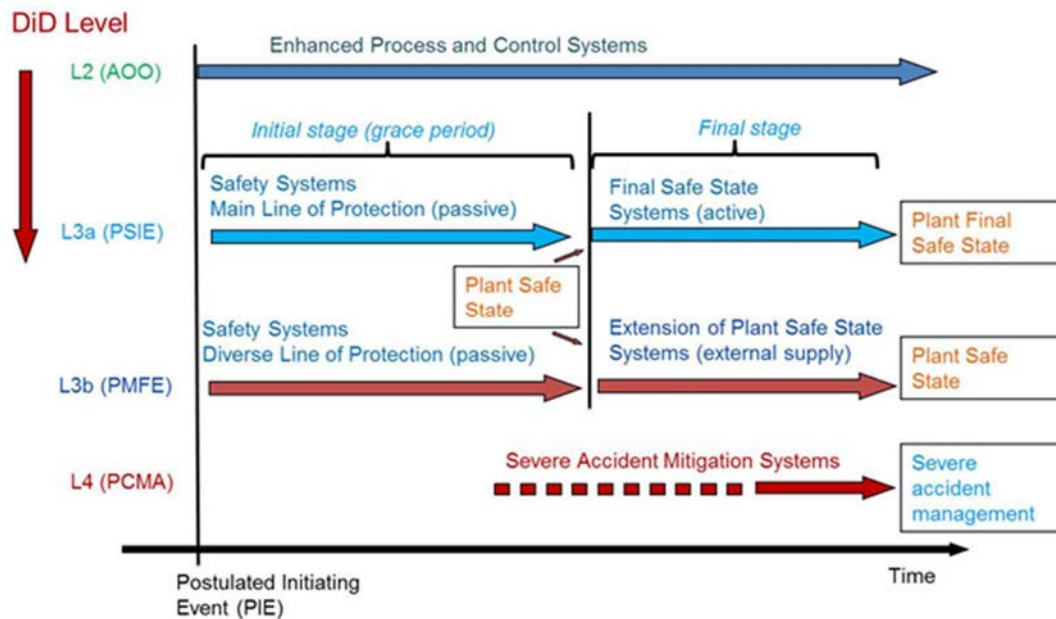 DiD Level
Enhanced Process and Control Systems
L2 (AOO)
Initial stage (grace period)
Final stage
Safety Systems
Main Line of Protection (passive)
Final Safe State
Systems (active)
L3a (PSIE)
Plant Final
Safe State
Plant Safe
State
Safety Systems
Diverse Line of Protection (passive)
Extension of Plant Safe State
Systems (external supply)
L3b (PMFE)
Plant Safe
State
L4 (PCMA)
Severe Accident Mitigation Systems
Severe
accident
management
Postulated Initiating
Event (PIE)
Time